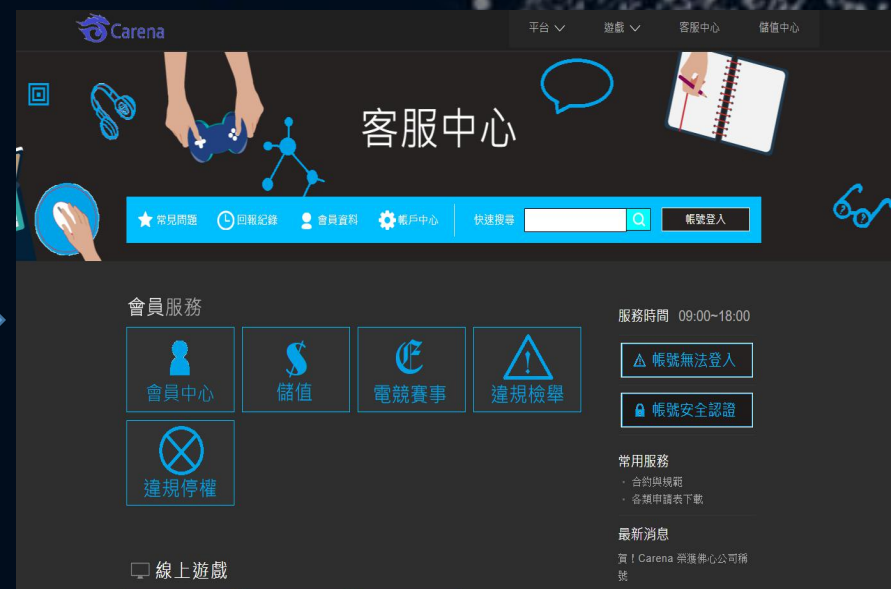 Carena
平台
遊戲
客服中心
儲值中心
客服中心
常見問題
回報紀錄
會員資料
帳戶中心
快速搜尋
帳號登入
會員服務
服務時間 09:00~18:00
會員中心
儲值
電競賽事
違規檢舉
帳號無法登入
帳號安全認證
違規停權
常用服務
· 合約與規範
· 各類申請表下載
最新消息
賀！Carena 榮獲佛心公司稱
號
線上遊戲